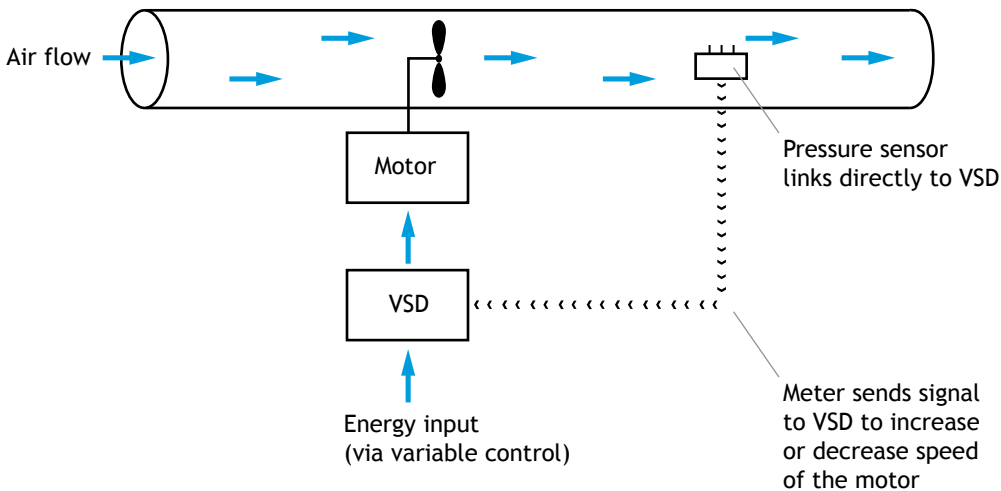 Air flow
Motor
Pressure sensor
links directly to VSD
VSD
Energy input
(via variable control)
Meter sends signal
to VSD to increase
or decrease speed
of the motor